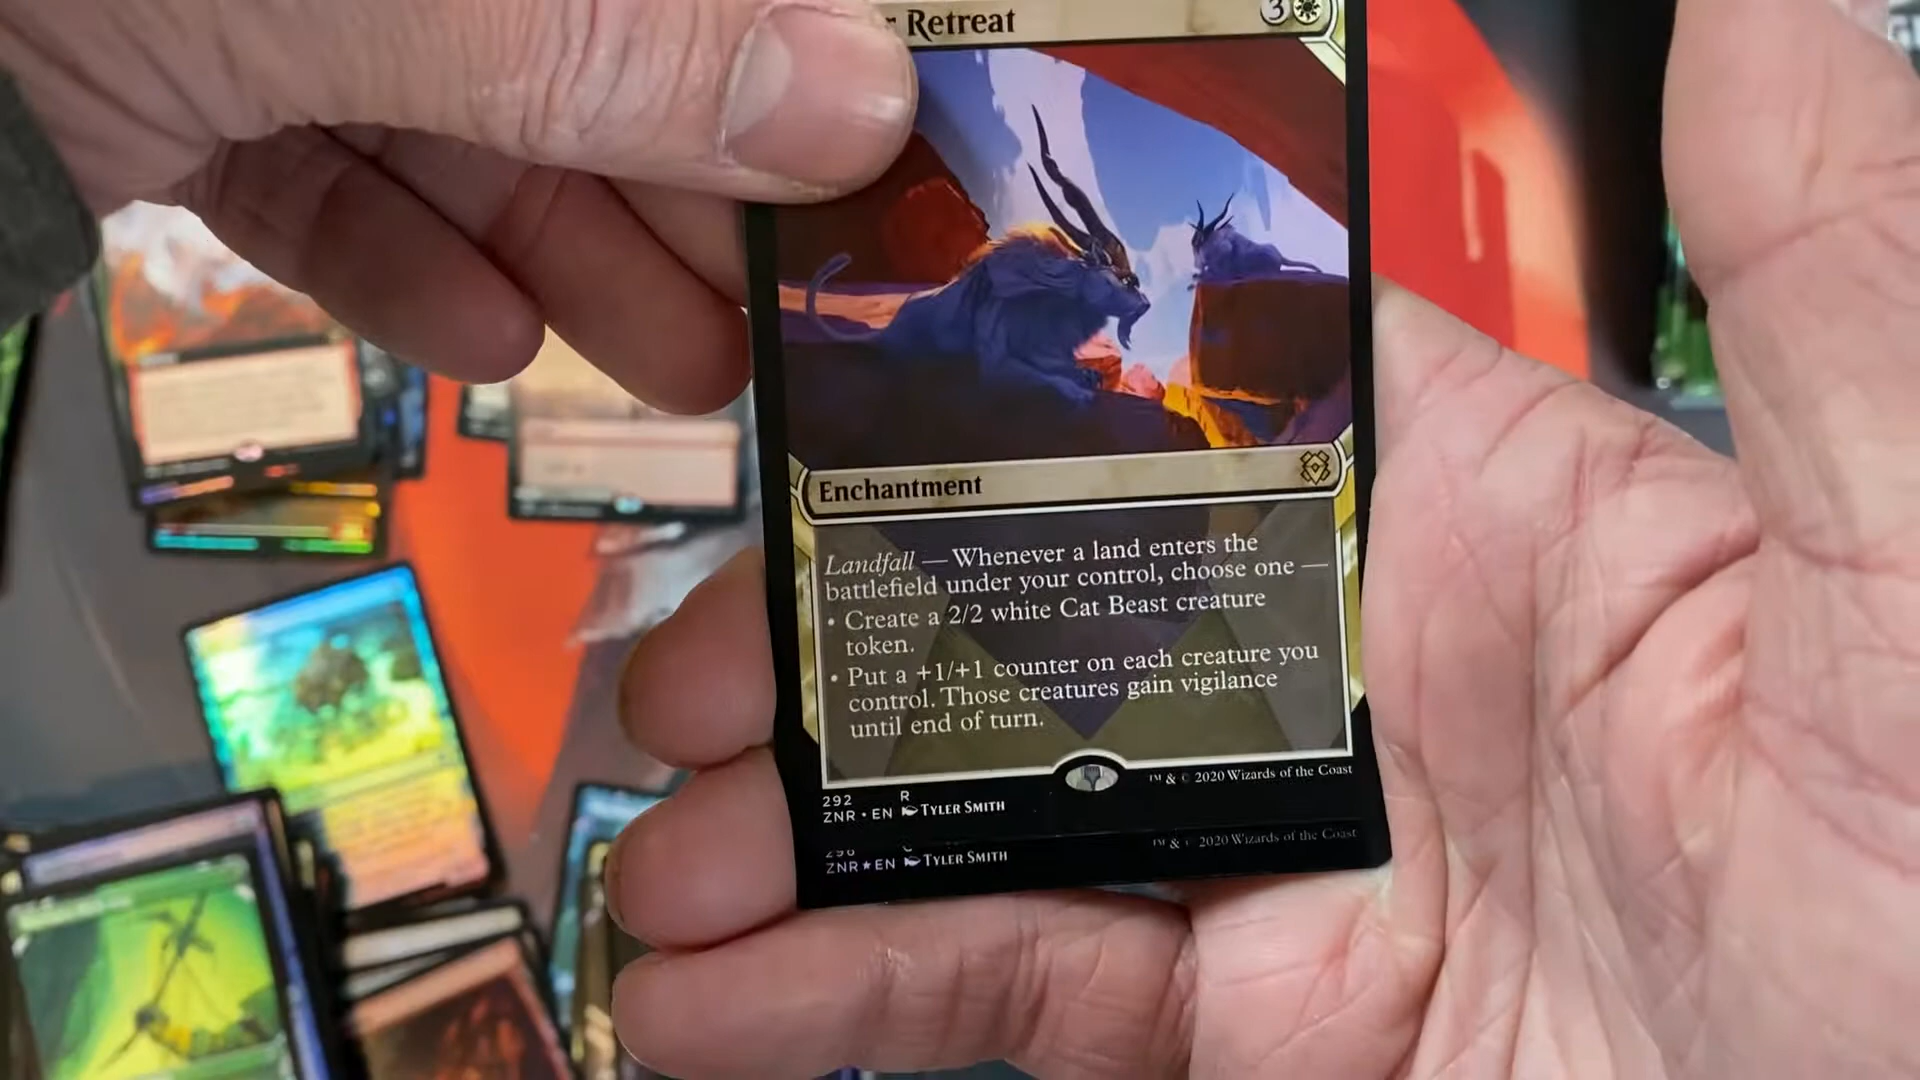 Retreat
3
Enchantment
Landfall — Whenever a land enters the
battlefield under your control, choose one —
• Create a 2/2 white Cat Beast creature
token.
• Put a +1/+1 counter on each creature you
control. Those creatures gain vigilance
until end of turn.
292 R
ZNR • EN TYLER SMITH
™ & © 2020 Wizards of the Coast
ZNR★EN TYLER SMITH
™ & © 2020 Wizards of the Coast